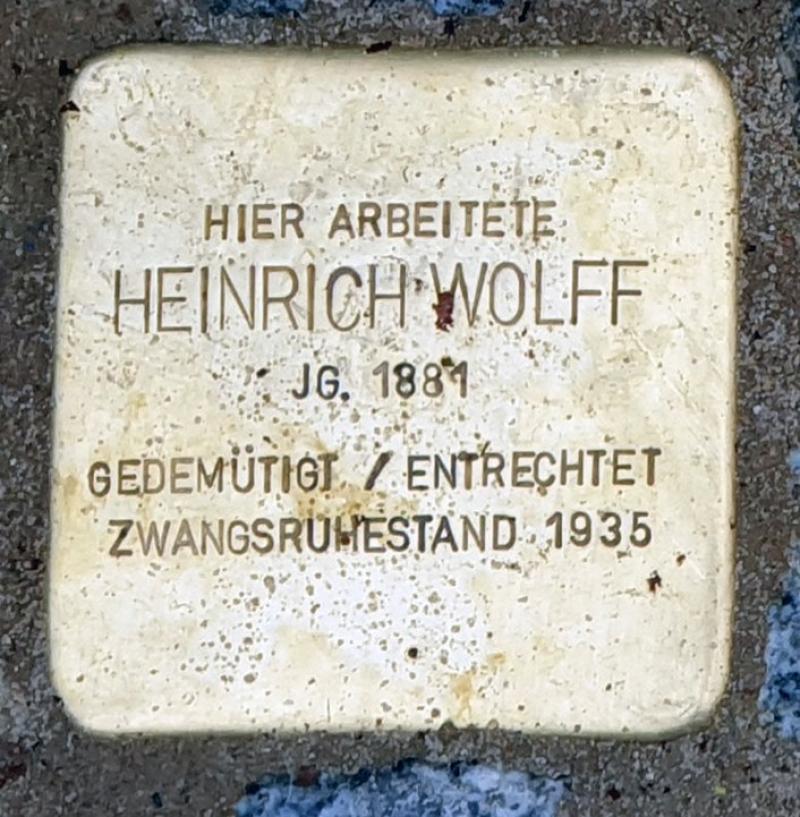 HIER ARBEITETE
HEINRICH WOLFF
JG. 1881
GEDEMÜTIGT / ENTRECHTET
ZWANGSRUHESTAND 1935